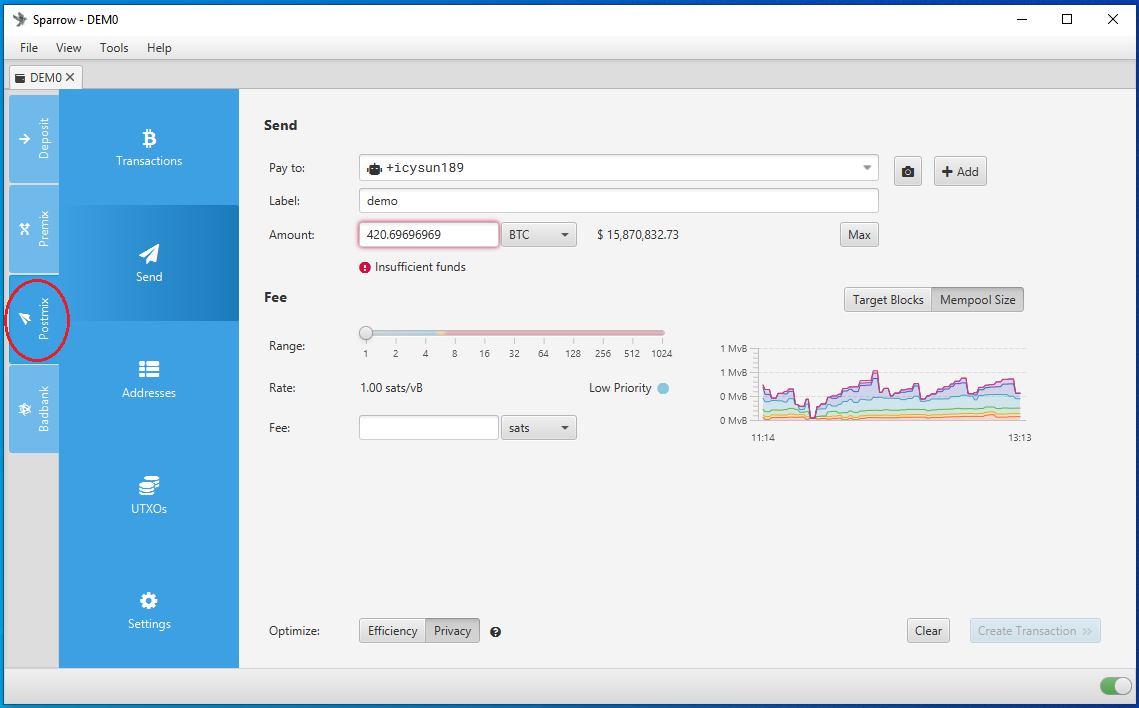 Sparrow - DEM0
File View Tools Help
DEM0
Deposit
Premix
Postmix
Badbank
Transactions
Send
Addresses
UTXOs
Settings
Send
Pay to: +icysun189 Add
Label: demo
Amount: 420.69696969 BTC $ 15,870,832.73 Max
Insufficient funds
Fee Target Blocks Mempool Size
Range:
1 2 4 8 16 32 64 128 256 512 1024
Rate: 1.00 sats/vB Low Priority
Fee: sats
1 MvB
1 MvB
0 MvB
0 MvB
11:14 13:13
Optimize: Efficiency Privacy Clear Create Transaction